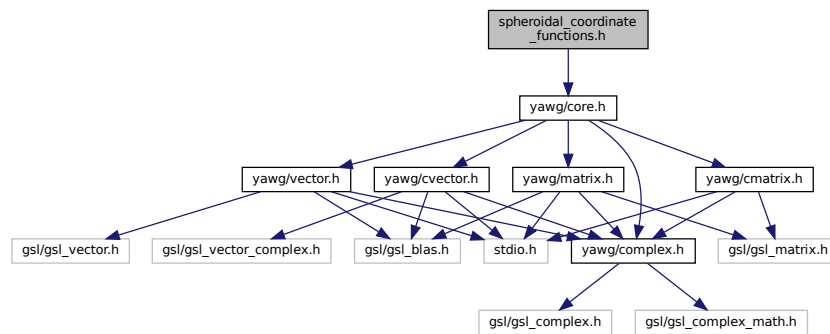 spheroidal_coordinate
_functions.h
yawg/core.h
yawg/vector.h
yawg/cvector.h
yawg/matrix.h
yawg/cmatrix.h
gsl/gsl_vector.h
gsl/gsl_vector_complex.h
gsl/gsl_blas.h
stdio.h
yawg/complex.h
gsl/gsl_matrix.h
gsl/gsl_complex.h
gsl/gsl_complex_math.h